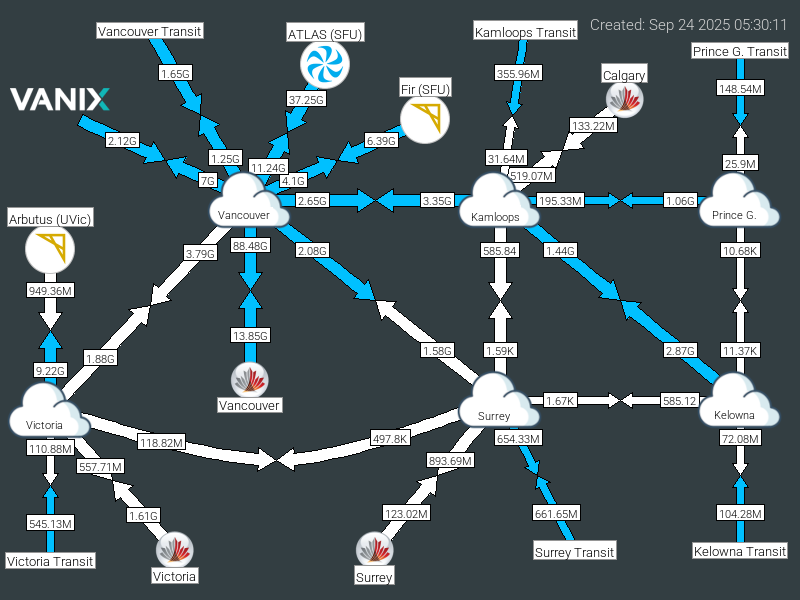 Created: Sep 24 2025 05:30:11
Vancouver Transit
ATLAS (SFU)
Kamloops Transit
Prince G. Transit
1.65G
355.96M
Calgary
148.54M
VANIX
37.25G
Fir (SFU)
133.22M
2.12G
6.39G
1.25G
11.24G
31.64M
519.07M
25.9M
7G
4.1G
2.65G
3.35G
195.33M
1.06G
Vancouver
Kamloops
Prince G.
Arbutus (UVic)
3.79G
88.48G
2.08G
585.84
1.44G
10.68K
949.36M
13.85G
1.88G
1.58G
1.59K
2.87G
11.37K
9.22G
Vancouver
1.67K
585.12
Victoria
Surrey
Kelowna
110.88M
118.82M
497.8K
654.33M
72.08M
557.71M
893.69M
545.13M
1.61G
123.02M
661.65M
104.28M
Victoria Transit
Victoria
Surrey
Surrey Transit
Kelowna Transit